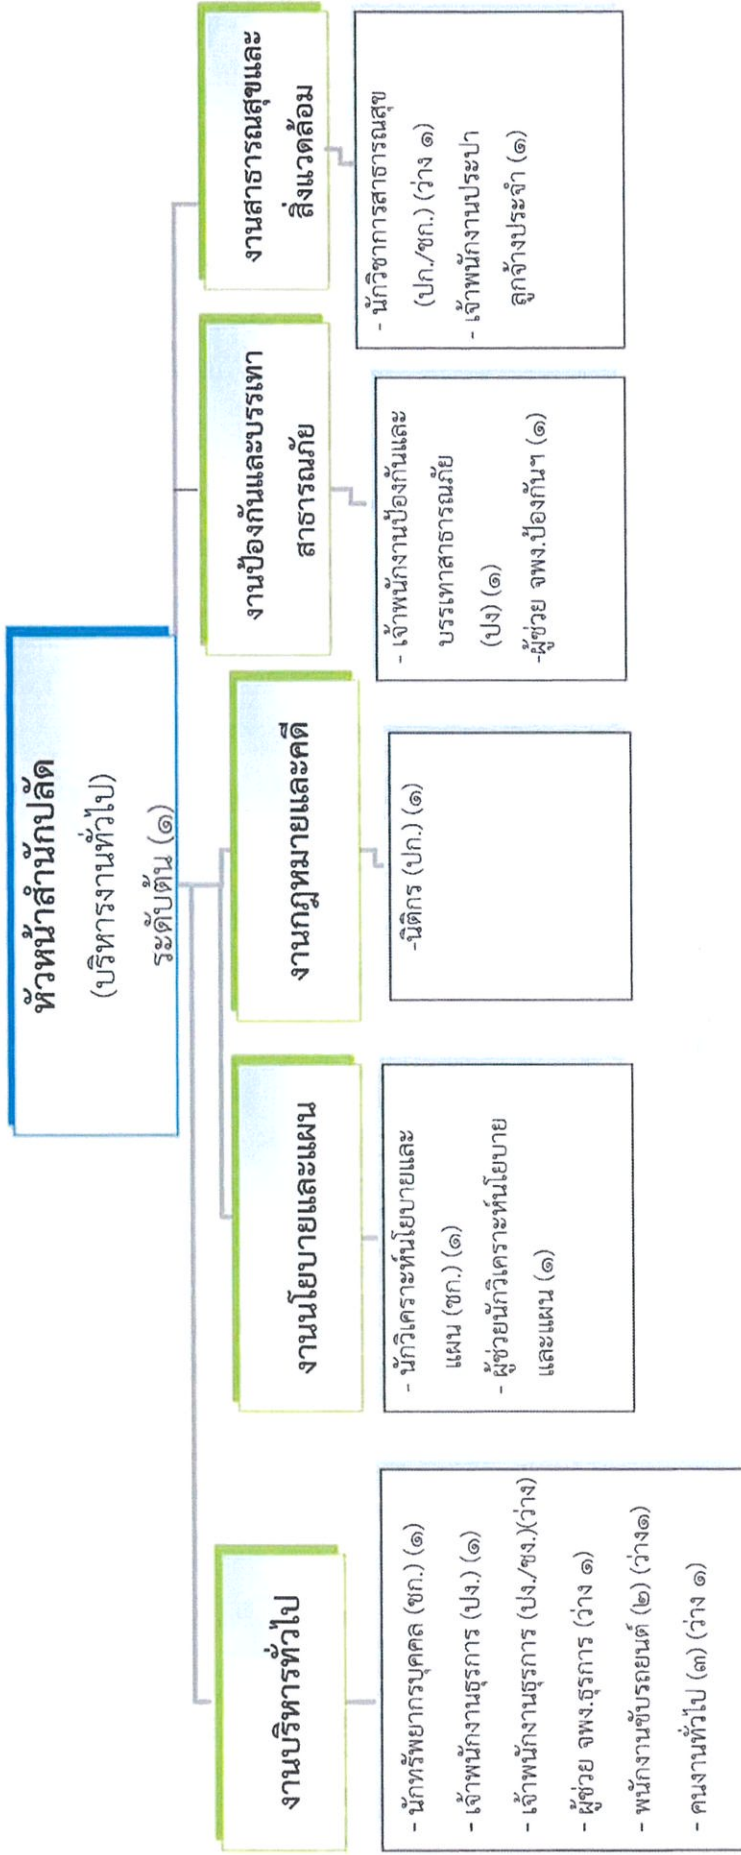 หัวหน้าสำนักปลัด
(บริหารงานทั่วไป)
ระดับต้น (๑)
งานบริหารทั่วไป
- นักทรัพยากรบุคคล (ชก.) (๑)
- เจ้าพนักงานธุรการ (ปง.) (๑)
- เจ้าพนักงานธุรการ (ปง./ชง.)(ว่าง)
- ผู้ช่วย จพง.ธุรการ (ว่าง ๑)
- พนักงานขับรถยนต์ (๒) (ว่าง๑)
- คนงานทั่วไป (๓) (ว่าง ๑)
งานนโยบายและแผน
- นักวิเคราะห์นโยบายและ
แผน (ชก.) (๑)
- ผู้ช่วยนักวิเคราะห์นโยบาย
และแผน (๑)
งานกฎหมายและคดี
-นิติกร (ปก.) (๑)
งานป้องกันและบรรเทา
สาธารณภัย
- เจ้าพนักงานป้องกันและ
บรรเทาสาธารณภัย
(ปง) (๑)
-ผู้ช่วย จพง.ป้องกันฯ (๑)
งานสาธารณสุขและ
สิ่งแวดล้อม
- นักวิชาการสาธารณสุข
(ปก./ชก.) (ว่าง ๑)
- เจ้าพนักงานประปา
ลูกจ้างประจำ (๑)